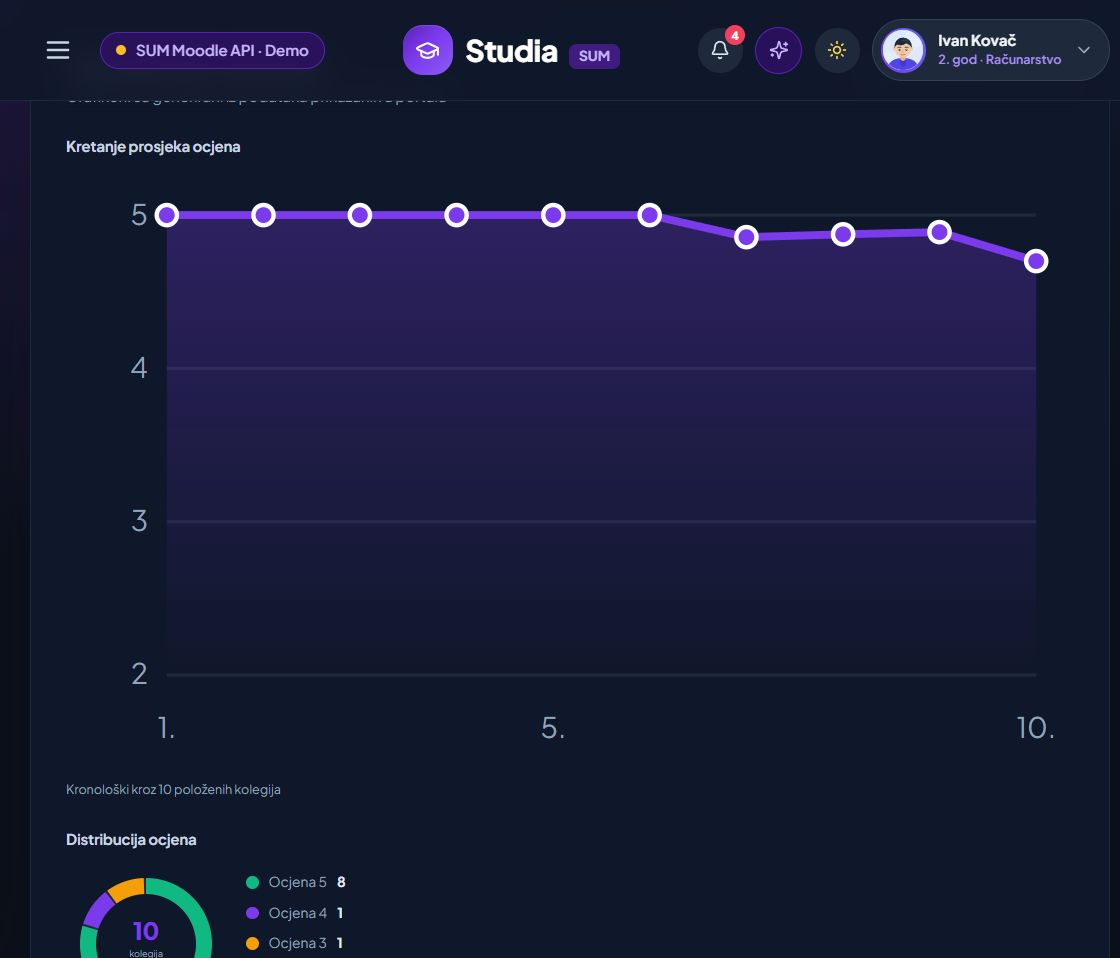 SUM Moodle API · Demo
Studia SUM
4
Ivan Kovač
2. god · Računarstvo
Kretanje prosjeka ocjena
5
4
3
2
1. 5. 10.
Kronološki kroz 10 položenih kolegija
Distribucija ocjena
Ocjena 5 8
Ocjena 4 1
Ocjena 3 1
10
kolegija